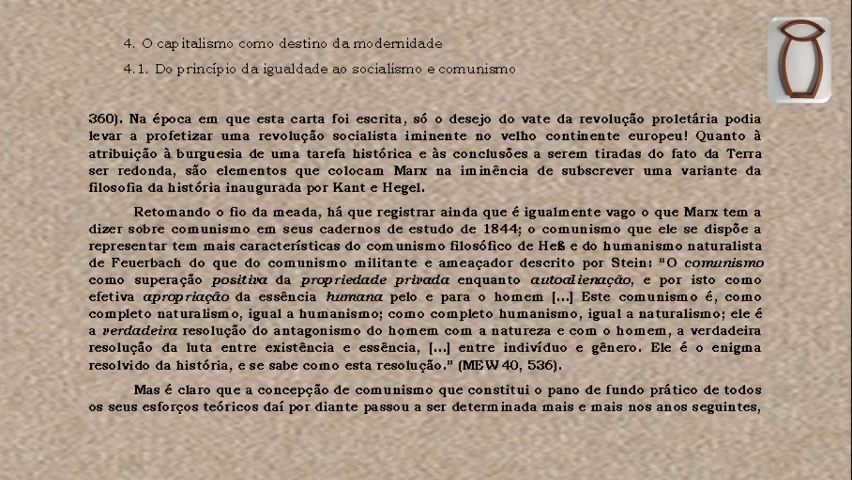 4. O capitalismo como destino da modernidade
4.1. Do princípio da igualdade ao socialismo e comunismo
360). Na época em que esta carta foi escrita, só o desejo do vate da revolução proletária podia
levar a profetizar uma revolução socialista iminente no velho continente europeu! Quanto à
atribuição à burguesia de uma tarefa histórica e às conclusões a serem tiradas do fato da Terra
ser redonda, são elementos que colocam Marx na iminência de subscrever uma variante da
filosofia da história inaugurada por Kant e Hegel.
Retomando o fio da meada, há que registrar ainda que é igualmente vago o que Marx tem a
dizer sobre comunismo em seus cadernos de estudo de 1844; o comunismo que ele se dispõe a
representar tem mais características do comunismo filosófico de Heß e do humanismo naturalista
de Feuerbach do que do comunismo militante e ameaçador descrito por Stein: "O comunismo
como superação positiva da propriedade privada enquanto autoalienação, e por isto como
efetiva apropriação da essência humana pelo e para o homem [...] Este comunismo é, como
completo naturalismo, igual a humanismo; como completo humanismo, igual a naturalismo; ele é
a verdadeira resolução do antagonismo do homem com a natureza e com o homem, a verdadeira
resolução da luta entre existência e essência, [...] entre indivíduo e gênero. Ele é o enigma
resolvido da história, e se sabe como esta resolução." (MEW 40, 536).
Mas é claro que a concepção de comunismo que constitui o pano de fundo prático de todos
os seus esforços teóricos daí por diante passou a ser determinada mais e mais nos anos seguintes,